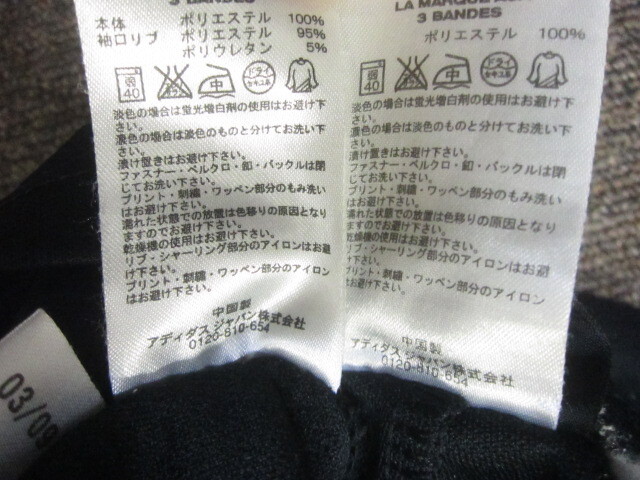 3 BANDES
本体 ポリエステル 100%
袖口リブ ポリエステル 95%
ポリウレタン 5%
弱
40
ドライ
セキユ系
淡色の場合は蛍光増白剤の使用はお避け下
さい。
濃色の場合は淡色のものと分けてお洗い下
さい。
漬け置きはお避け下さい。
ファスナー・ベルクロ・釦・バックルは閉
じてお洗い下さい。
プリント・刺繍・ワッペン部分のもみ洗い
はお避け下さい。
濡れた状態での放置は色移りの原因となり
ますのでお避け下さい。
乾燥機の使用はお避け下さい。
リブ・シャーリング部分のアイロンはお避
け下さい。
プリント・刺繍・ワッペン部分のアイロン
はお避け下さい。
中国製
アディダス ジャパン株式会社
0120-810-654
LA MARQUE
3 BANDES
ポリエステル 100%
弱
40
ドライ
セキユ系
淡色の場合は蛍光増白剤の使用はお避け下
さい。
濃色の場合は淡色のものと分けてお洗い下
さい。
漬け置きはお避け下さい。
ファスナー・ベルクロ・釦・バックルは閉
じてお洗い下さい。
プリント・刺繍・ワッペン部分のもみ洗い
はお避け下さい。
濡れた状態での放置は色移りの原因となり
ますのでお避け下さい。
乾燥機の使用はお避け下さい。
リブ・シャーリング部分のアイロンはお避
け下さい。
プリント・刺繍・ワッペン部分のアイロン
はお避け下さい。
中国製
アディダス ジャパン株式会社
0120-810-654
03/09